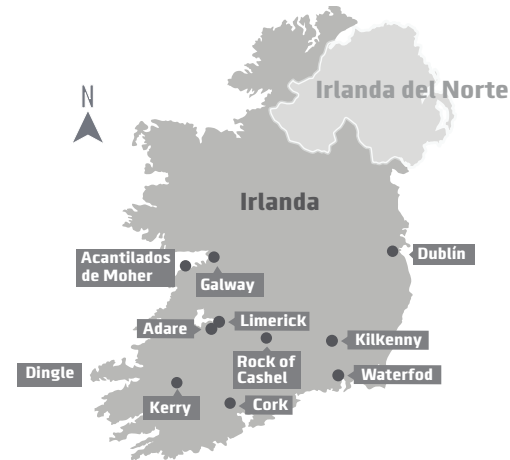 Irlanda del Norte
N
Irlanda
Acantilados
de Moher
Dublín
Galway
Adare
Limerick
Kilkenny
Rock of
Cashel
Dingle
Waterfod
Kerry
Cork